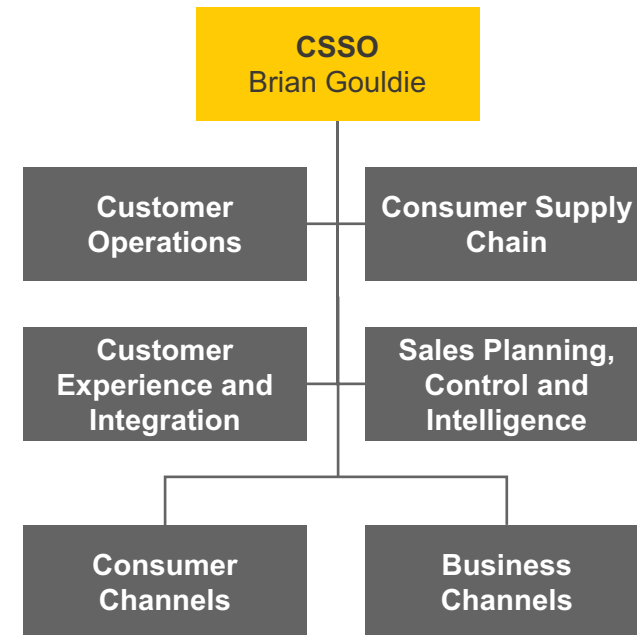 CSSO
Brian Gouldie
Customer
Operations
Consumer Supply
Chain
Customer
Experience and
Integration
Sales Planning,
Control and
Intelligence
Consumer
Channels
Business
Channels